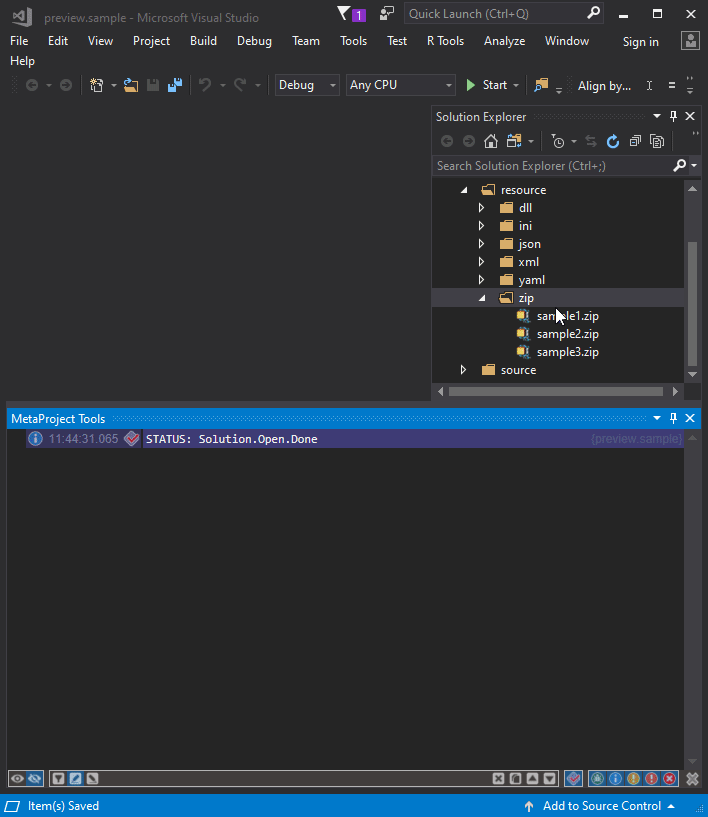 preview.sample - Microsoft Visual Studio
1
Quick Launch (Ctrl+Q)
File Edit View Project Build Debug Team Tools Test R Tools Analyze Window Sign in
Help
Debug Any CPU Start Align by...
Solution Explorer
Search Solution Explorer (Ctrl+;)
resource
dll
ini
json
xml
yaml
zip
sample1.zip
sample2.zip
sample3.zip
source
MetaProject Tools
11:44:31.065 STATUS: Solution.Open.Done {preview.sample}
Item(s) Saved Add to Source Control